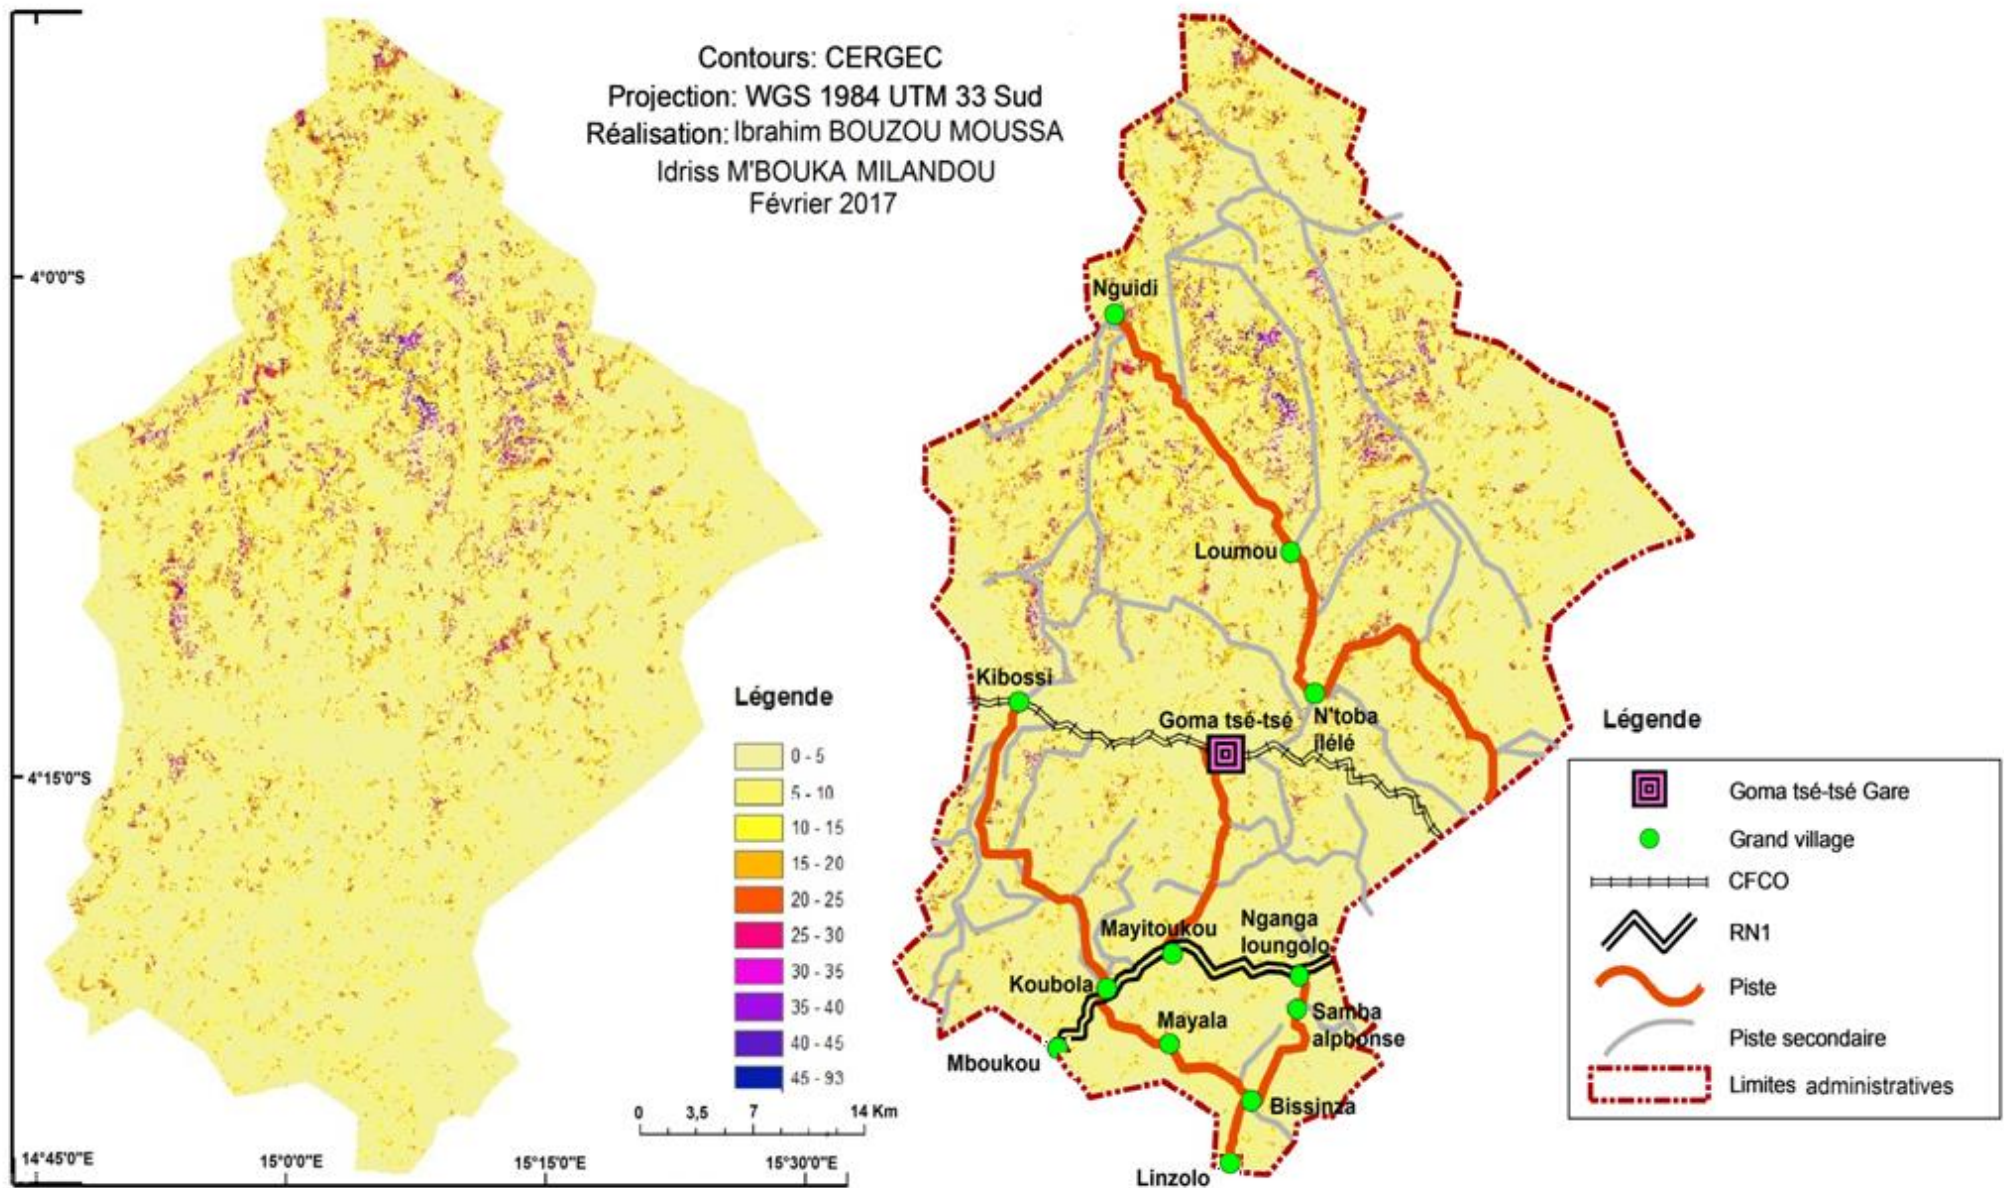 Contours: CERGEC
Projection: WGS 1984 UTM 33 Sud
Réalisation: Ibrahim BOUZOU MOUSSA
Idriss M'BOUKA MILANDOU
Février 2017
4°0'0"S
4°15'0"S
14°45'0"E
15°0'0"E
15°15'0"E
15°30'0"E
Légende
0 - 5
5 - 10
10 - 15
15 - 20
20 - 25
25 - 30
30 - 35
35 - 40
40 - 45
45 - 93
0 3,5 7 14 Km
Nguidi
Loumou
Kibossi
Goma tsé-tsé
N'toba
ilélé
Mayitoukou
Nganga
loungolo
Koubola
Mayala
Samba
alpbonse
Mboukou
Bissinza
Linzolo
Légende
Goma tsé-tsé Gare
Grand village
CFCO
RN1
Piste
Piste secondaire
Limites administratives